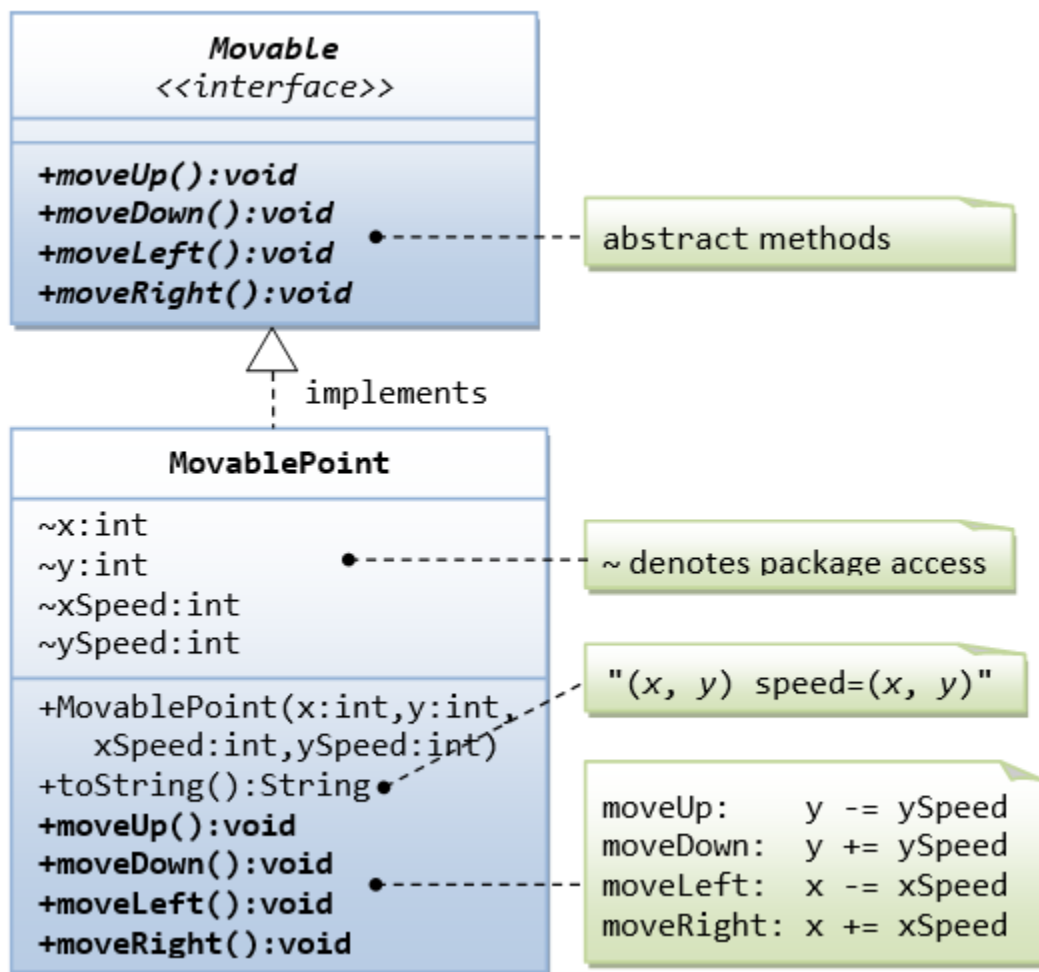 Movable
<<interface>>
+moveUp():void
+moveDown():void
+moveLeft():void
+moveRight():void
abstract methods
implements
MovablePoint
~x:int
~y:int
~xSpeed:int
~ySpeed:int
~ denotes package access
"(x, y) speed=(x, y)"
+MovablePoint(x:int,y:int,
xSpeed:int,ySpeed:int)
+toString():String
+moveUp():void
+moveDown():void
+moveLeft():void
+moveRight():void
moveUp: y -= ySpeed
moveDown: y += ySpeed
moveLeft: x -= xSpeed
moveRight: x += xSpeed